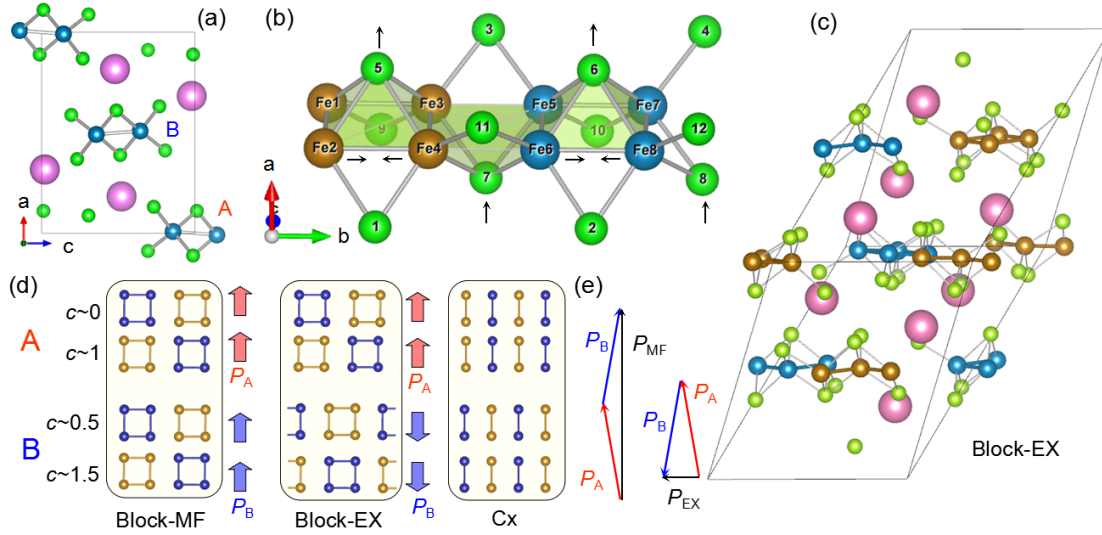 (a)
B
A
a
c
(b)
3
4
5
6
Fe1
Fe3
Fe5
Fe7
9
11
10
12
Fe2
Fe4
Fe6
Fe8
7
8
1
2
a
c
b
(c)
Block-EX
(d)
A
c~0
c~1
P_A
P_A
B
c~0.5
c~1.5
P_B
P_B
Block-MF
Block-EX
Cx
(e)
P_B
P_MF
P_A
P_B
P_A
P_EX